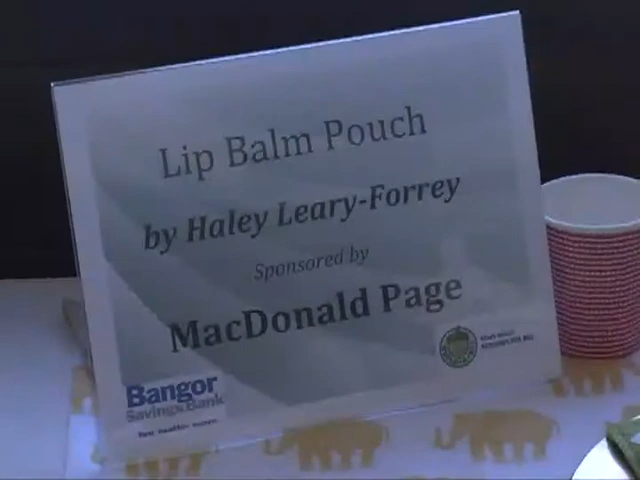 Lip Balm Pouch
by Haley Leary-Forrey
Sponsored by
MacDonald Page
Bangor
Savings Bank